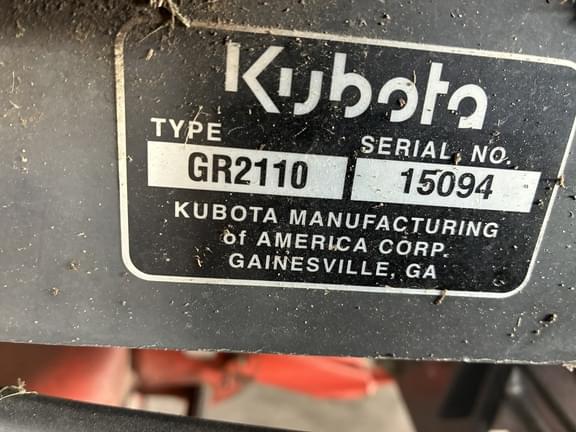 Kubota
TYPE SERIAL NO.
GR2110 15094
KUBOTA MANUFACTURING
of AMERICA CORP.
GAINESVILLE, GA